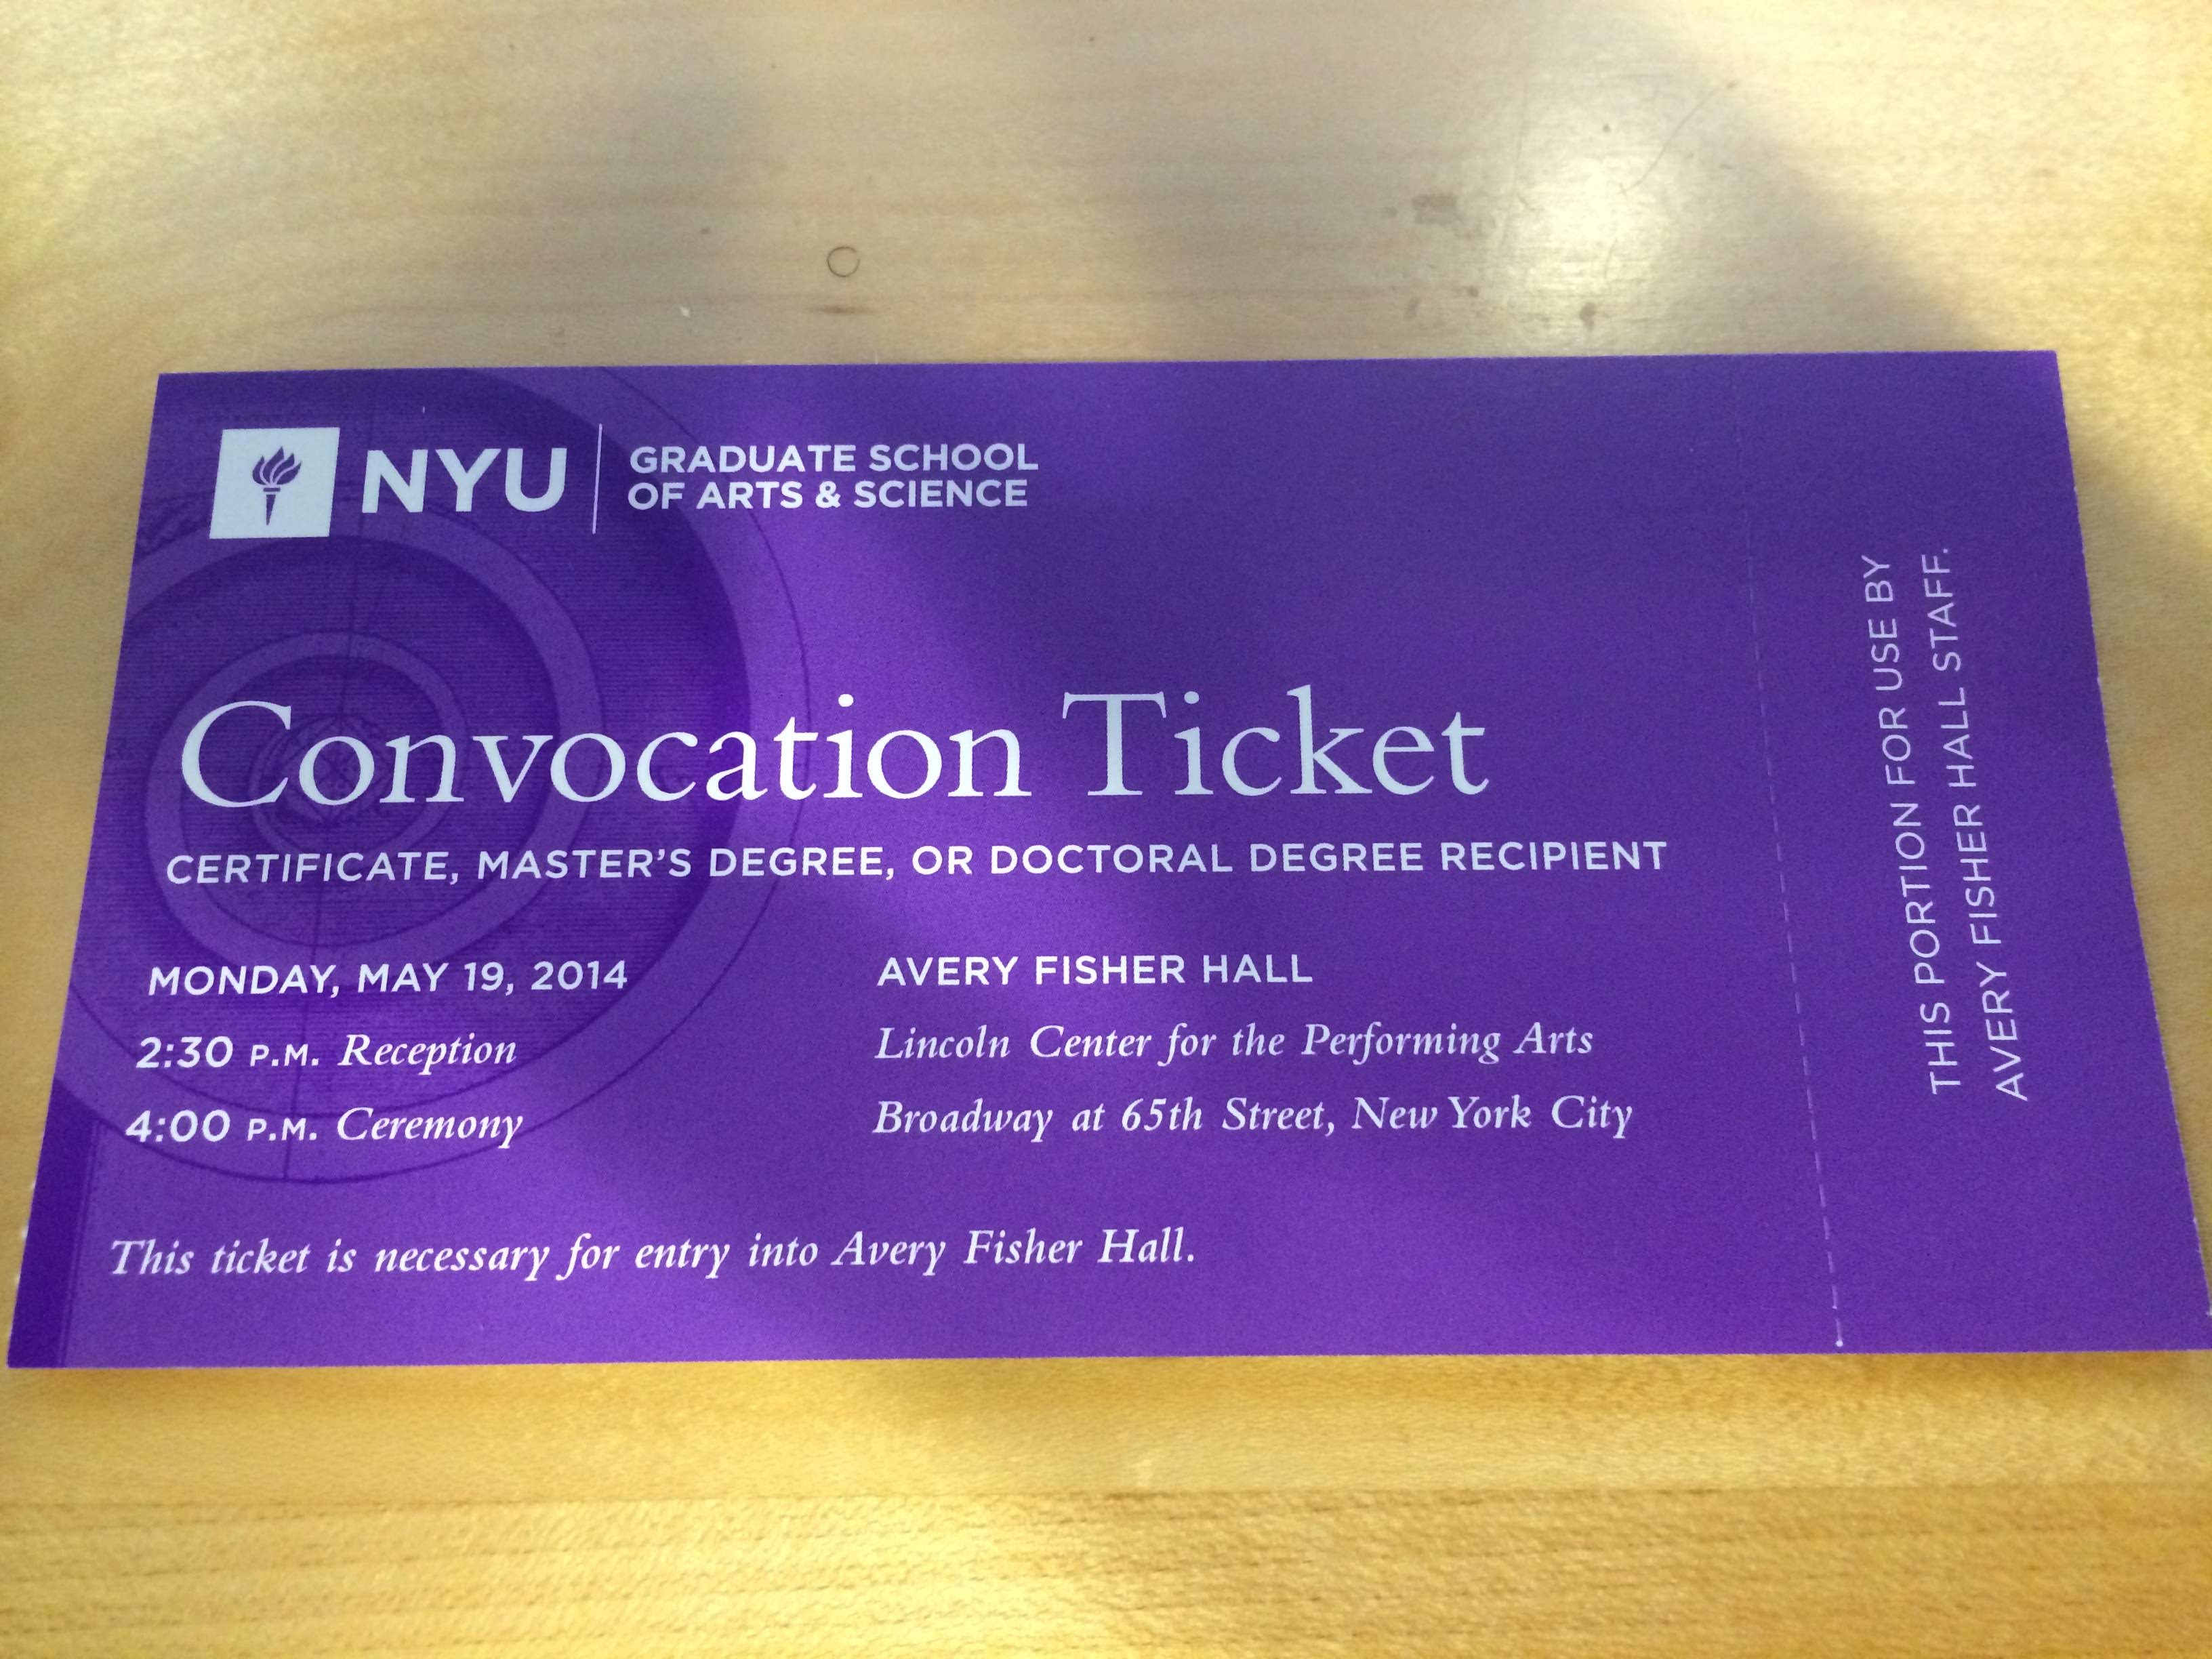 NYU
GRADUATE SCHOOL
OF ARTS & SCIENCE
Convocation Ticket
CERTIFICATE, MASTER'S DEGREE, OR DOCTORAL DEGREE RECIPIENT
MONDAY, MAY 19, 2014
2:30 P.M. Reception
4:00 P.M. Ceremony
AVERY FISHER HALL
Lincoln Center for the Performing Arts
Broadway at 65th Street, New York City
This ticket is necessary for entry into Avery Fisher Hall.
THIS PORTION FOR USE BY
AVERY FISHER HALL STAFF.